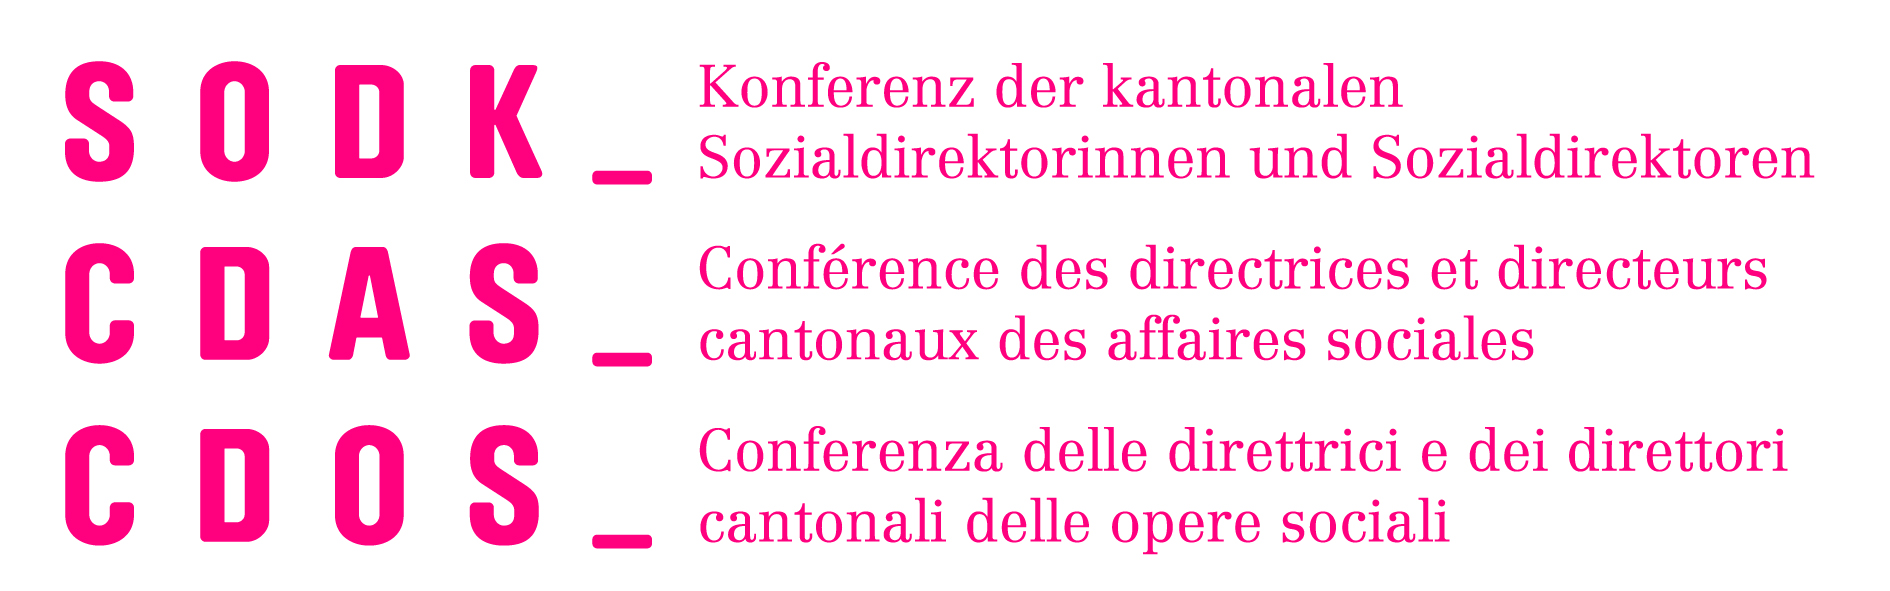 SODK_ Konferenz der kantonalen
Sozialdirektorinnen und Sozialdirektoren
CDAS_ Conférence des directrices et directeurs
cantonaux des affaires sociales
CDOS_ Conferenza delle direttrici e dei direttori
cantonali delle opere sociali